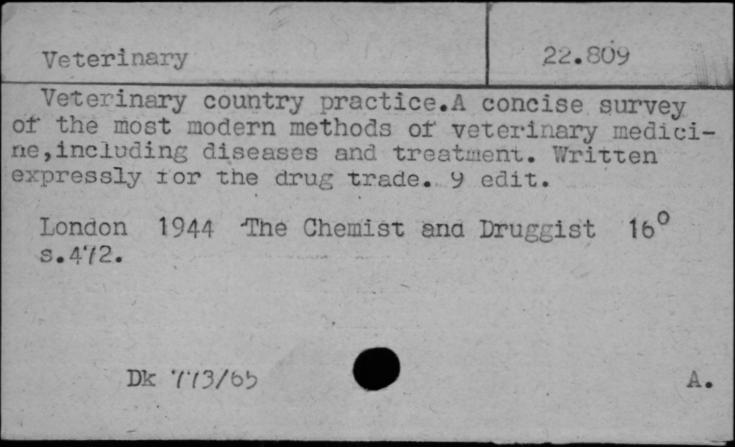 Veterinary
22.809
Veterinary country practice.A concise survey
of the most modern methods of veterinary medici-
ne,including diseases and treatment. Written
expressly for the drug trade. 9 edit.
London 1944 The Chemist and Druggist 16°
s.472.
Dk 773/65
A.